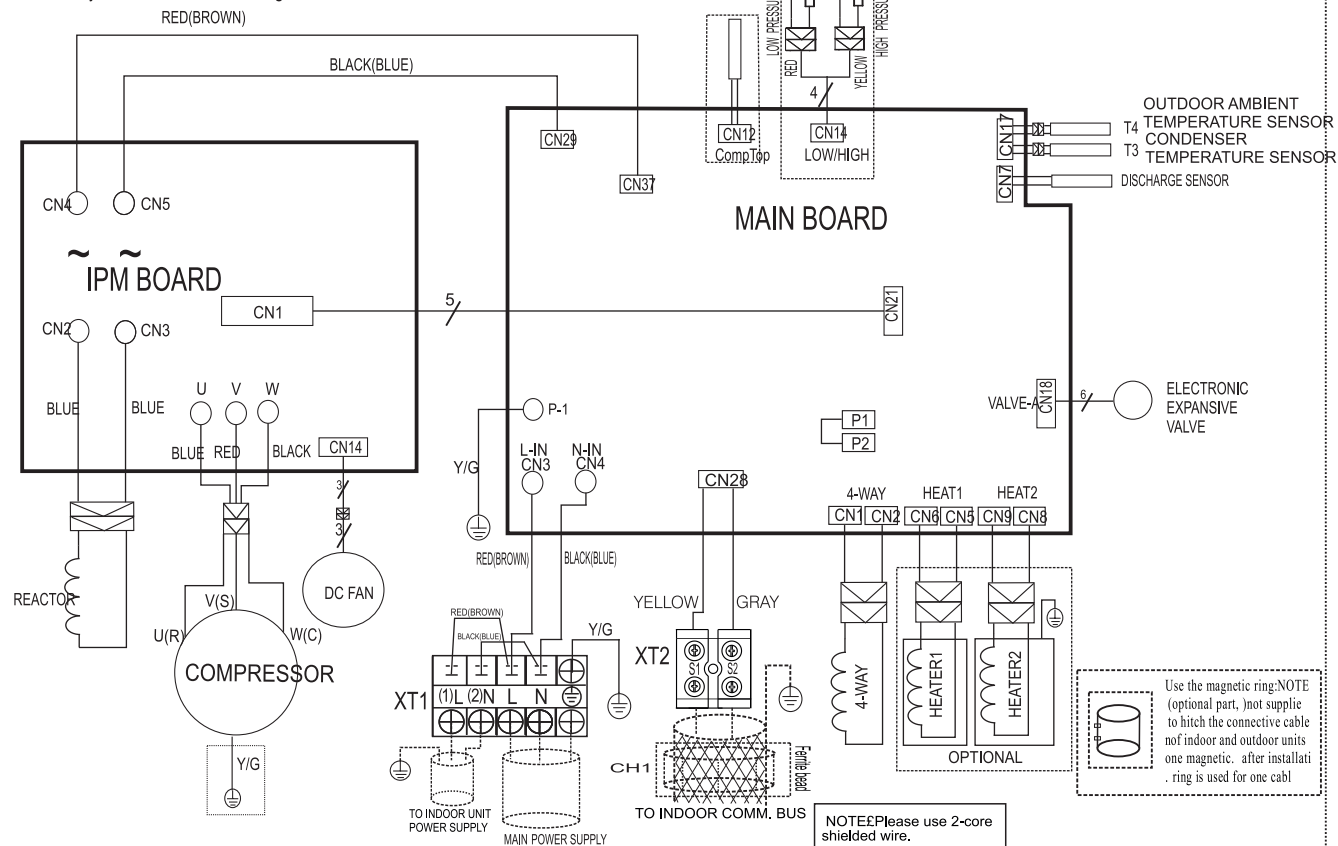 RED(BROWN)
BLACK(BLUE)
LOW PRESSU
HIGH PRESSU
RED
YELLOW
4
CN29
CN37
CN12
CompTop
CN14
LOW/HIGH
CN17
CN7
T4
OUTDOOR AMBIENT
TEMPERATURE SENSOR
T3
CONDENSER
TEMPERATURE SENSOR
DISCHARGE SENSOR
CN4
CN5
~ ~
IPM BOARD
MAIN BOARD
CN1
5
CN21
CN2
CN3
BLUE
BLUE
U V W
BLUE RED BLACK
CN14
3
3
P-1
Y/G
L-IN
CN3
N-IN
CN4
P1
P2
CN28
VALVE-A
CN18
6
ELECTRONIC
EXPANSIVE
VALVE
4-WAY
HEAT1
HEAT2
CN1 CN2
CN6 CN5
CN9 CN8
REACTOR
DC FAN
V(S)
U(R)
W(C)
COMPRESSOR
Y/G
RED(BROWN)
BLACK(BLUE)
RED(BROWN)
BLACK(BLUE)
Y/G
XT1
(1)L (2)N L N
TO INDOOR UNIT
POWER SUPPLY
MAIN POWER SUPPLY
YELLOW
GRAY
XT2
S1 S2
CH1
Ferrite bead
TO INDOOR COMM. BUS
4-WAY
HEATER1
HEATER2
OPTIONAL
NOTE£Please use 2-core
shielded wire.
Use the magnetic ring:NOTE
(optional part, )not supplie
to hitch the connective cable
nof indoor and outdoor units
one magnetic. after installati
. ring is used for one cabl